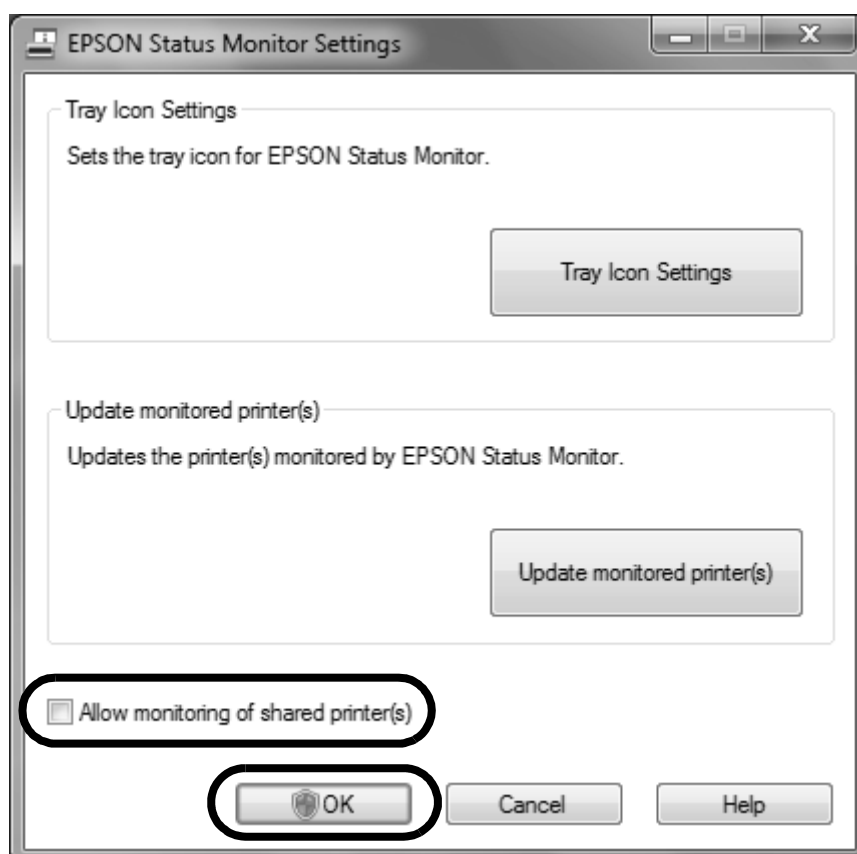 EPSON Status Monitor Settings
Tray Icon Settings
Sets the tray icon for EPSON Status Monitor.
Tray Icon Settings
Update monitored printer(s)
Updates the printer(s) monitored by EPSON Status Monitor.
Update monitored printer(s)
Allow monitoring of shared printer(s)
OK Cancel Help